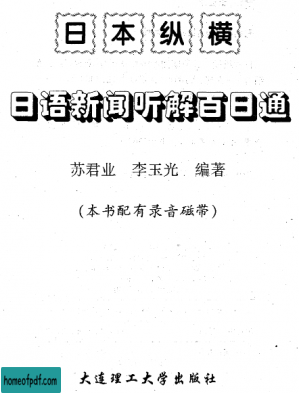 日本纵横
日语新闻听解百日通
苏君业 李玉光 编著
(本书配有录音磁带)
大连理工大学出版社
homeofpdf.com